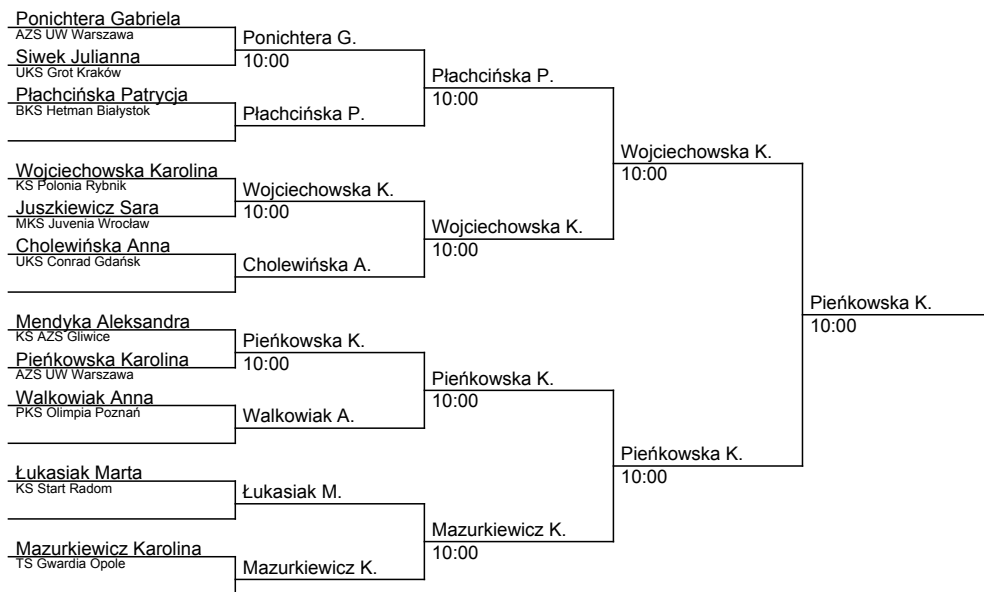 Ponichtera Gabriela
AZS UW Warszawa
Siwek Julianna
UKS Grot Kraków
Płachcińska Patrycja
BKS Hetman Białystok
Wojciechowska Karolina
KS Polonia Rybnik
Juszkiewicz Sara
MKS Juvenia Wrocław
Cholewińska Anna
UKS Conrad Gdańsk
Mendyka Aleksandra
KS AZS Gliwice
Pieńkowska Karolina
AZS UW Warszawa
Walkowiak Anna
PKS Olimpia Poznań
Łukasiak Marta
KS Start Radom
Mazurkiewicz Karolina
TS Gwardia Opole
Ponichtera G.
10:00
Płachcińska P.
Wojciechowska K.
10:00
Cholewińska A.
Pieńkowska K.
10:00
Walkowiak A.
Łukasiak M.
Mazurkiewicz K.
Płachcińska P.
10:00
Wojciechowska K.
10:00
Pieńkowska K.
10:00
Mazurkiewicz K.
10:00
Wojciechowska K.
10:00
Pieńkowska K.
10:00
Pieńkowska K.
10:00